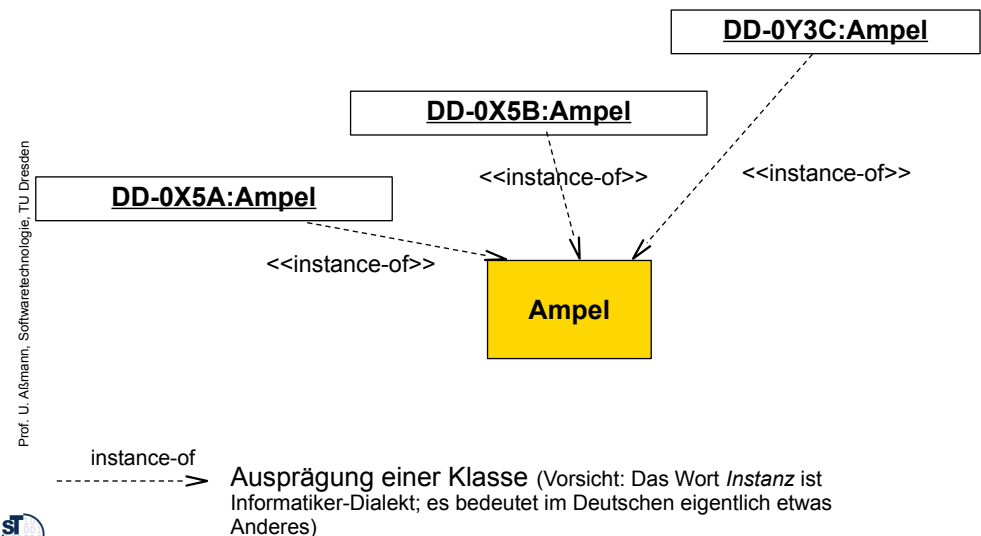 DD-0Y3C:Ampel
DD-0X5B:Ampel
<<instance-of>>
<<instance-of>>
DD-0X5A:Ampel
<<instance-of>>
Ampel
Prof. U. Aßmann, Softwaretechnologie, TU Dresden
instance-of
Ausprägung einer Klasse (Vorsicht: Das Wort Instanz ist
Informatiker-Dialekt; es bedeutet im Deutschen eigentlich etwas
Anderes)
ST